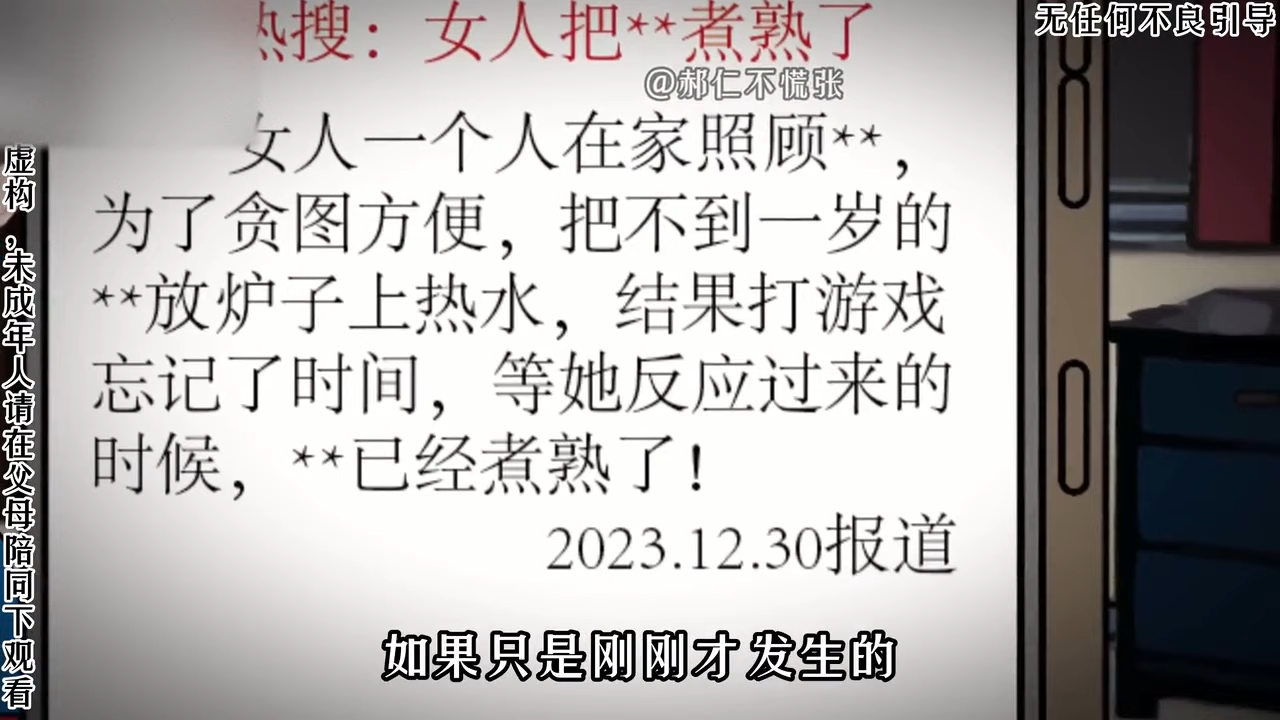 热搜：女人把**煮熟了
无任何不良引导
@郝仁不慌张
女人一个人在家照顾**，
为了贪图方便，把不到一岁的
**放炉子上热水，结果打游戏
忘记了时间，等她反应过来的
时候，**已经煮熟了！
2023.12.30报道
虚构，未成年人请在父母陪同下观看
如果只是刚刚才发生的